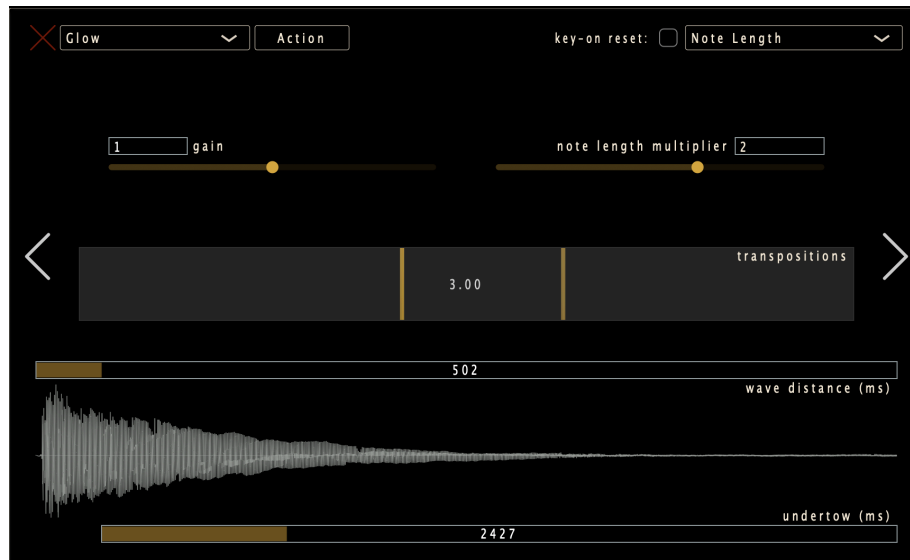 Glow
Action
key-on reset:
Note Length
1 gain
note length multiplier 2
transpositions
3.00
502
wave distance (ms)
undertow (ms)
2427